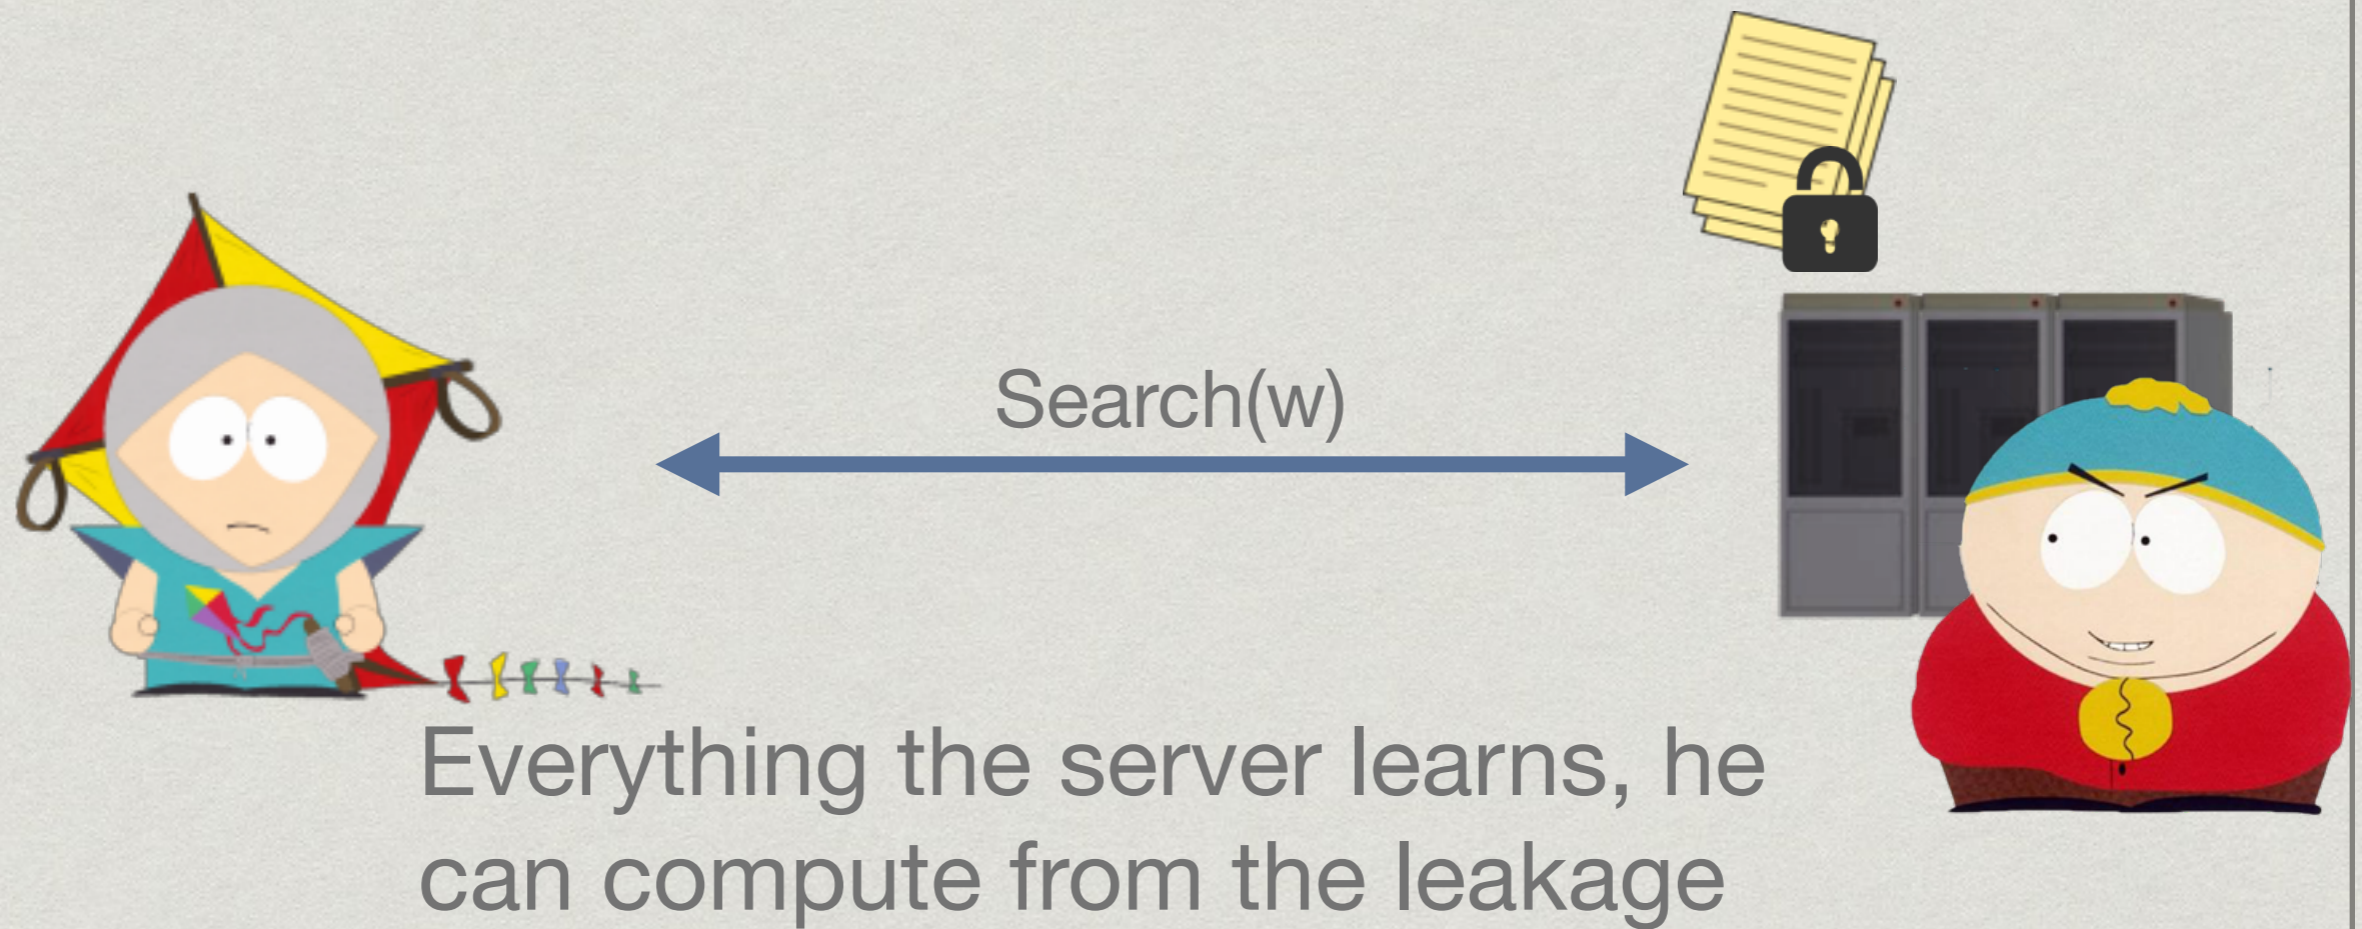 Search(w)
Everything the server learns, he
can compute from the leakage